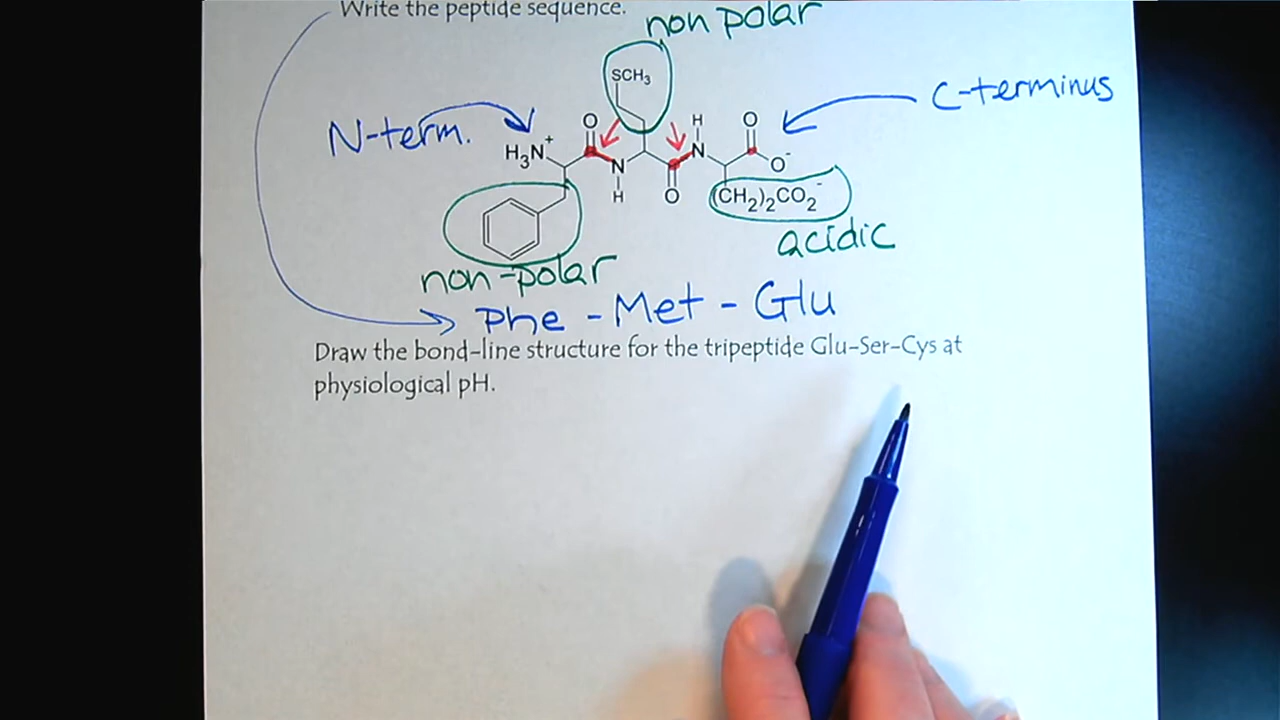 Write the peptide sequence.
non polar
SCH3
C-terminus
N-term.
O
H
O
H3N+
N
O-
N
H
O
(CH2)2CO2-
acidic
non-polar
Phe - Met - Glu
Draw the bond-line structure for the tripeptide Glu-Ser-Cys at
physiological pH.